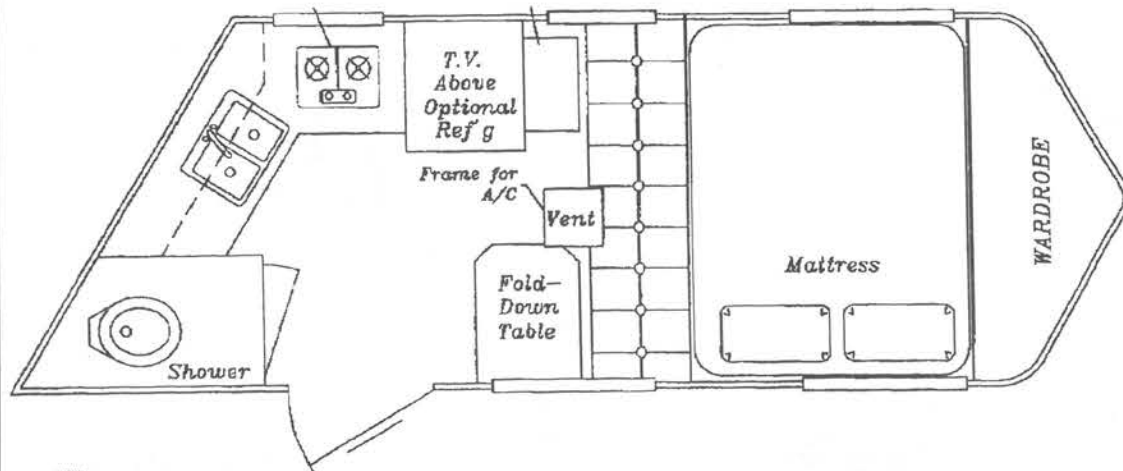 T.V.
Above
Optional
Ref'g
Frame for
A/C
Vent
Fold-
Down
Table
Mattress
WARDROBE
Shower